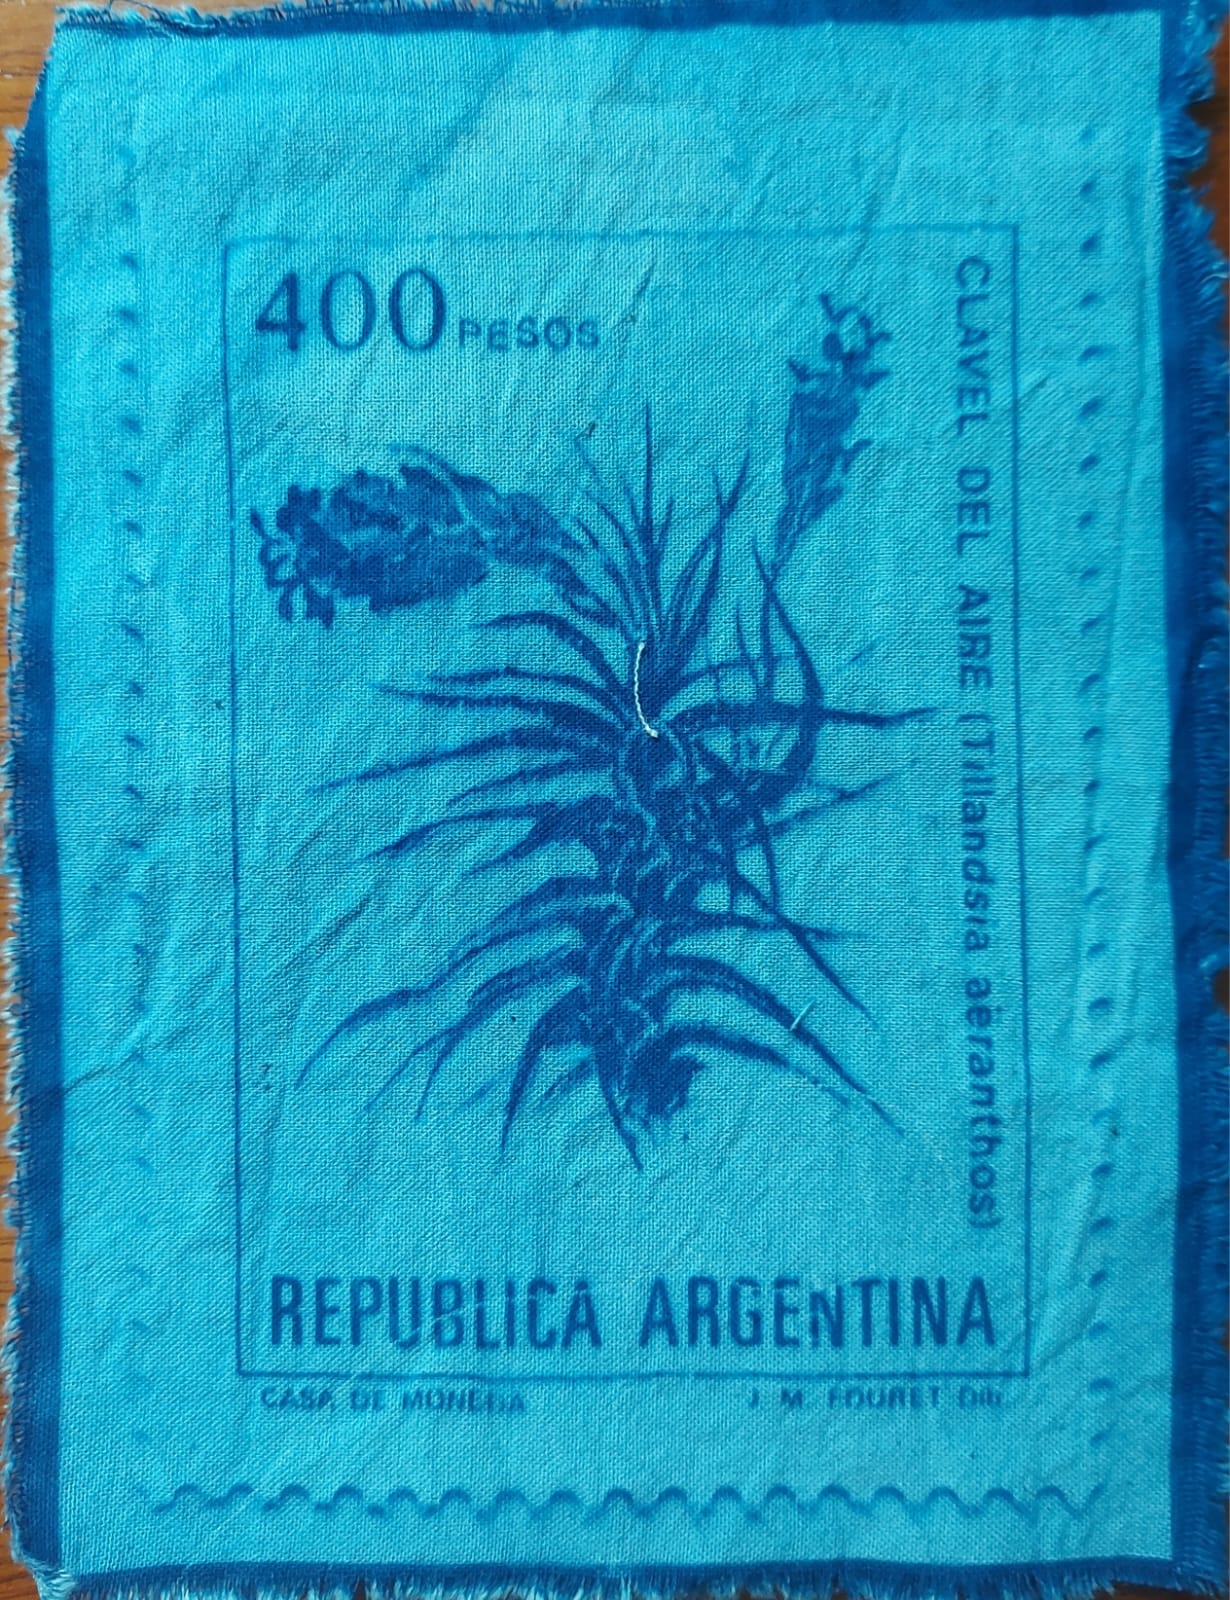 400 PESOS
CLAVEL DEL AIRE (Tillandsia aëranthos)
REPUBLICA ARGENTINA
CASA DE MONEDA
J. M. FOURET Dib.